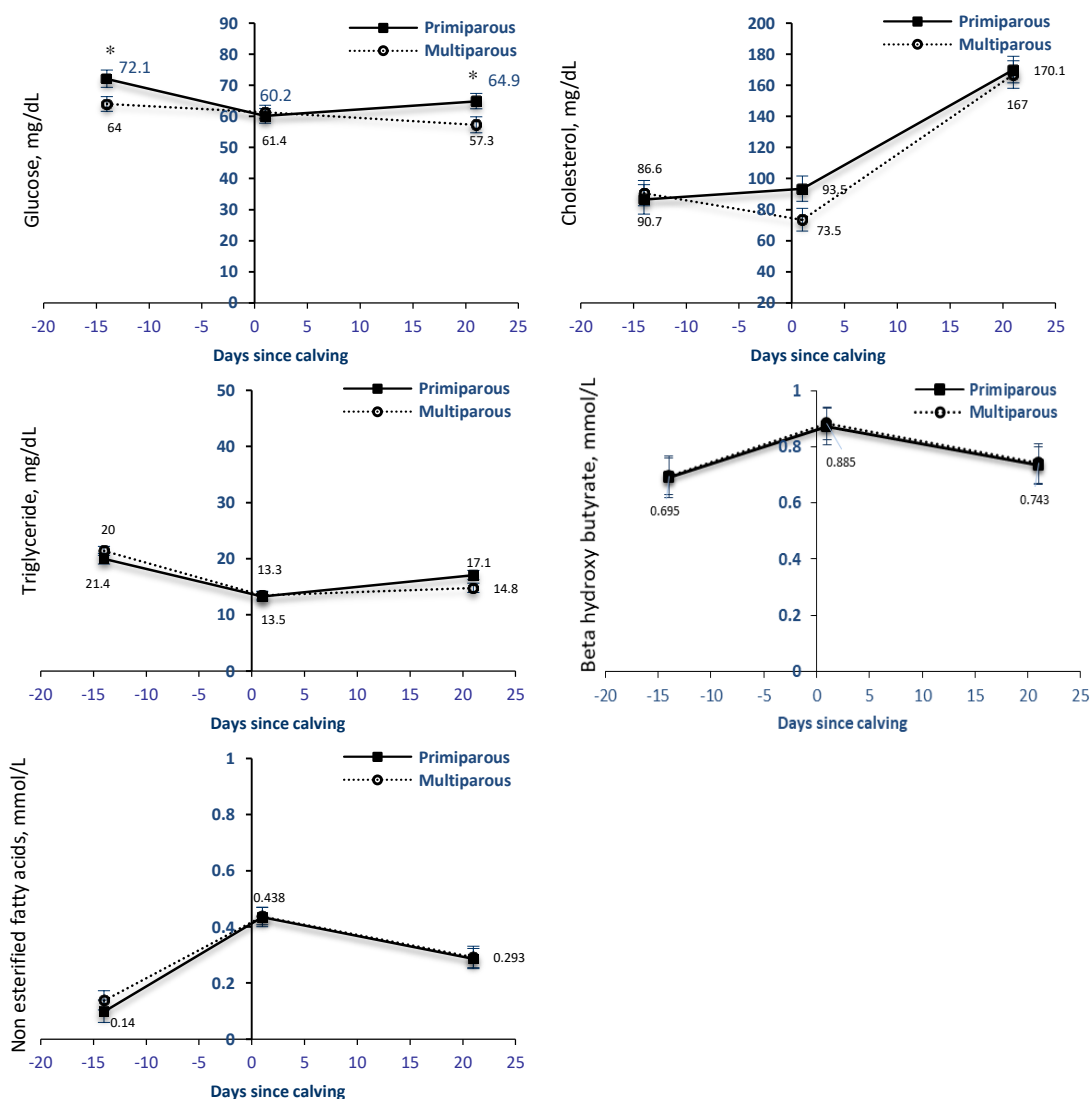 90
80
70
60
50
40
30
20
10
0
Glucose, mg/dL
Primiparous
Multiparous
*
72.1
64
60.2
61.4
*
64.9
57.3
-20 -15 -10 -5 0 5 10 15 20 25
Days since calving
200
180
160
140
120
100
80
60
40
20
Cholesterol, mg/dL
Primiparous
Multiparous
86.6
90.7
93.5
73.5
170.1
167
-20 -15 -10 -5 0 5 10 15 20 25
Days since calving
50
40
30
20
10
0
Triglyceride, mg/dL
Primiparous
Multiparous
20
21.4
13.3
13.5
17.1
14.8
-20 -15 -10 -5 0 5 10 15 20 25
Days since calving
1
0.8
0.6
0.4
0.2
0
Beta hydroxy butyrate, mmol/L
Primiparous
Multiparous
0.695
0.885
0.743
-20 -15 -10 -5 0 5 10 15 20 25
Days since calving
1
0.8
0.6
0.4
0.2
0
Non esterified fatty acids, mmol/L
Primiparous
Multiparous
0.14
0.438
0.293
-20 -15 -10 -5 0 5 10 15 20 25
Days since calving